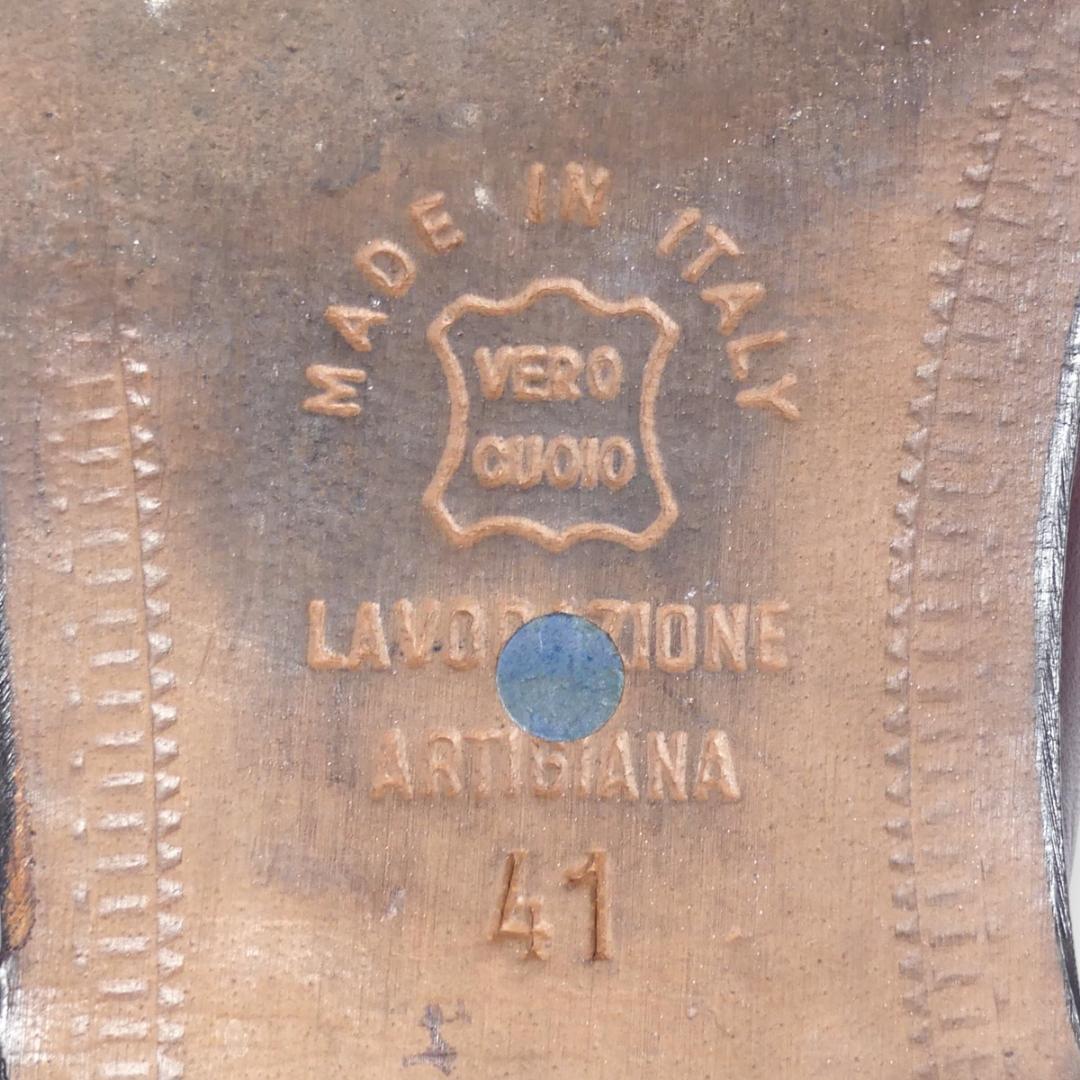 MADE IN ITALY
VERO
CUOIO
LAVORAZIONE
ARTIGIANA
41